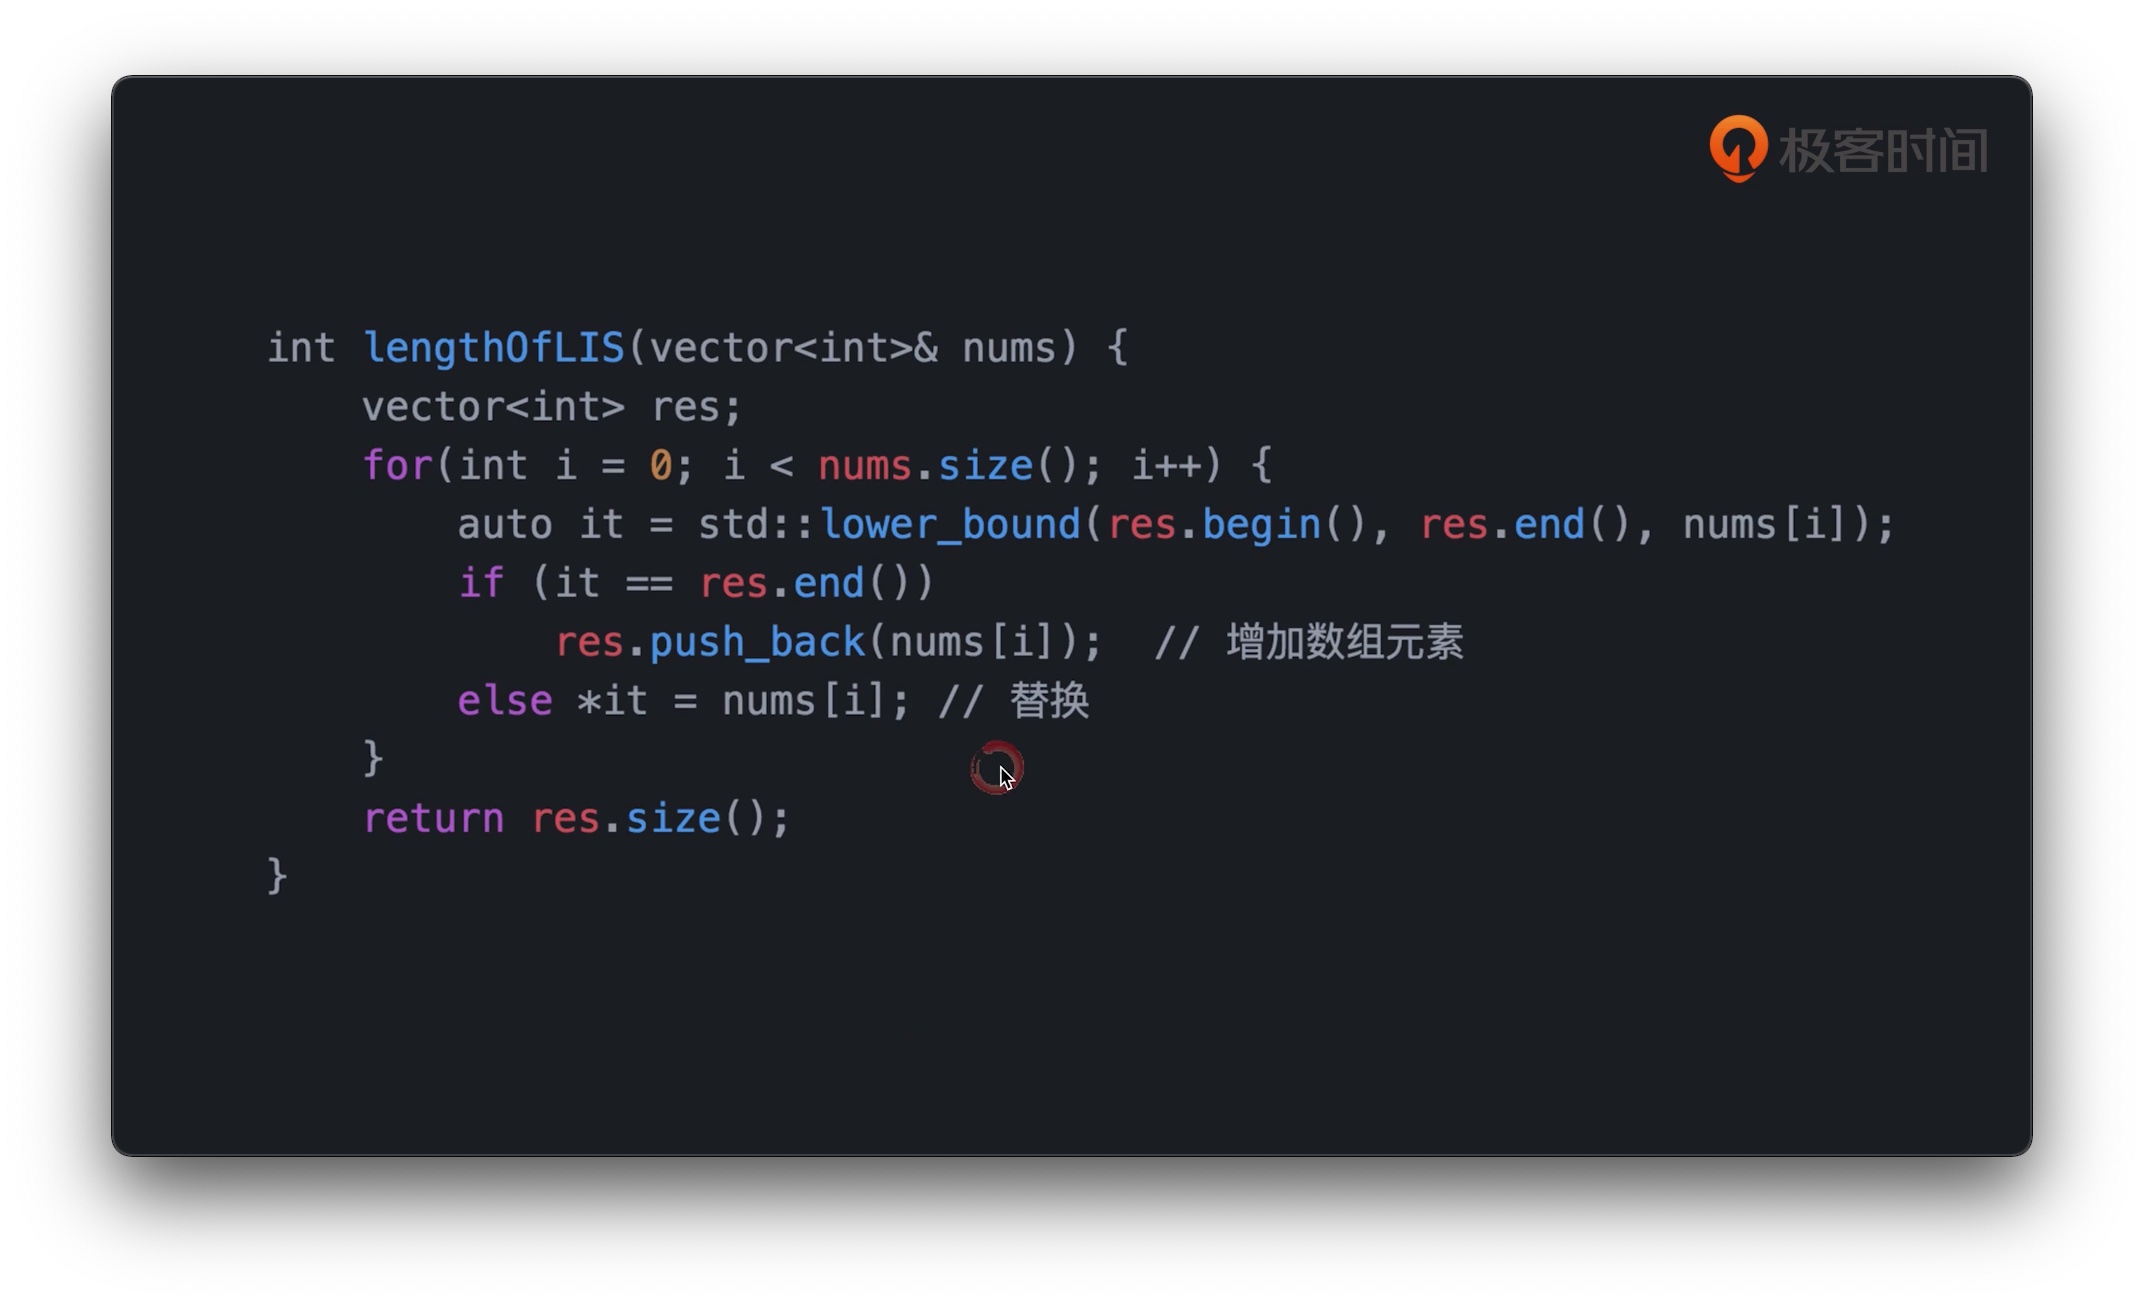 极客时间
int lengthOfLIS(vector<int>& nums) {
    vector<int> res;
    for(int i = 0; i < nums.size(); i++) {
        auto it = std::lower_bound(res.begin(), res.end(), nums[i]);
        if (it == res.end())
            res.push_back(nums[i]);  // 增加数组元素
        else *it = nums[i]; // 替换
    }
    return res.size();
}